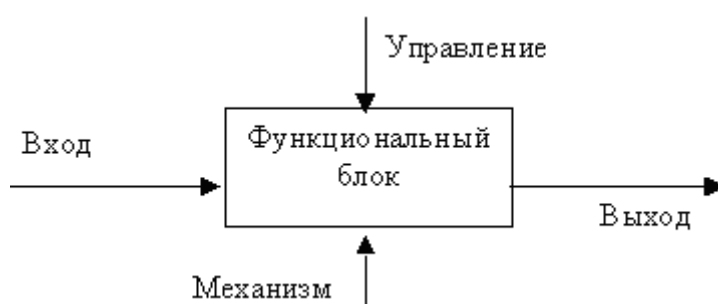 Управление
Функциональный
блок
Вход
Выход
Механизм